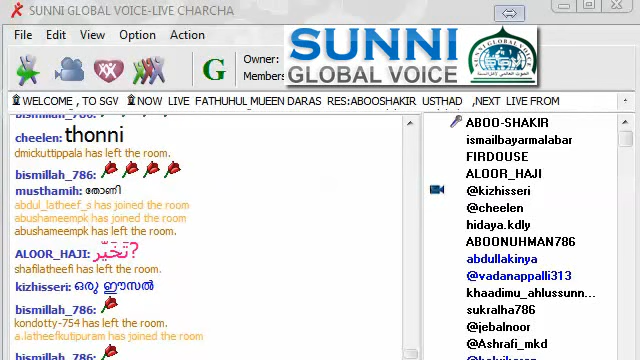 SUNNI GLOBAL VOICE-LIVE CHARCHA
File Edit View Option Action
SUNNI
GLOBAL VOICE
G
Owner:
Members
WELCOME , TO SGV NOW LIVE FATHUHUL MUEEN DARAS RES:ABOOSHAKIR USTHAD ,NEXT LIVE FROM
bismillah_786:
cheelen: thonni
dmickuttippala has left the room.
bismillah_786:
musthamih: തോണി
abdul_latheef_s has joined the room
abushameempk has joined the room
abushameempk has left the room.
ALOOR_HAJI: تَخَيَّر?
shafilatheefi has left the room.
kizhisseri: ഒരു ഈസൽ
bismillah_786:
kondotty-754 has left the room.
a.latheefkutipuram has joined the room
bismillah_786:
ABOO-SHAKIR
ismailbayarmalabar
FIRDOUSE
ALOOR_HAJI
@kizhisseri
@cheelen
hidaya.kdly
ABOONUHMAN786
abdullakinya
@vadanappalli313
khaadimu_ahlussunn...
sukralha786
@jebalnoor
@Ashrafi_mkd